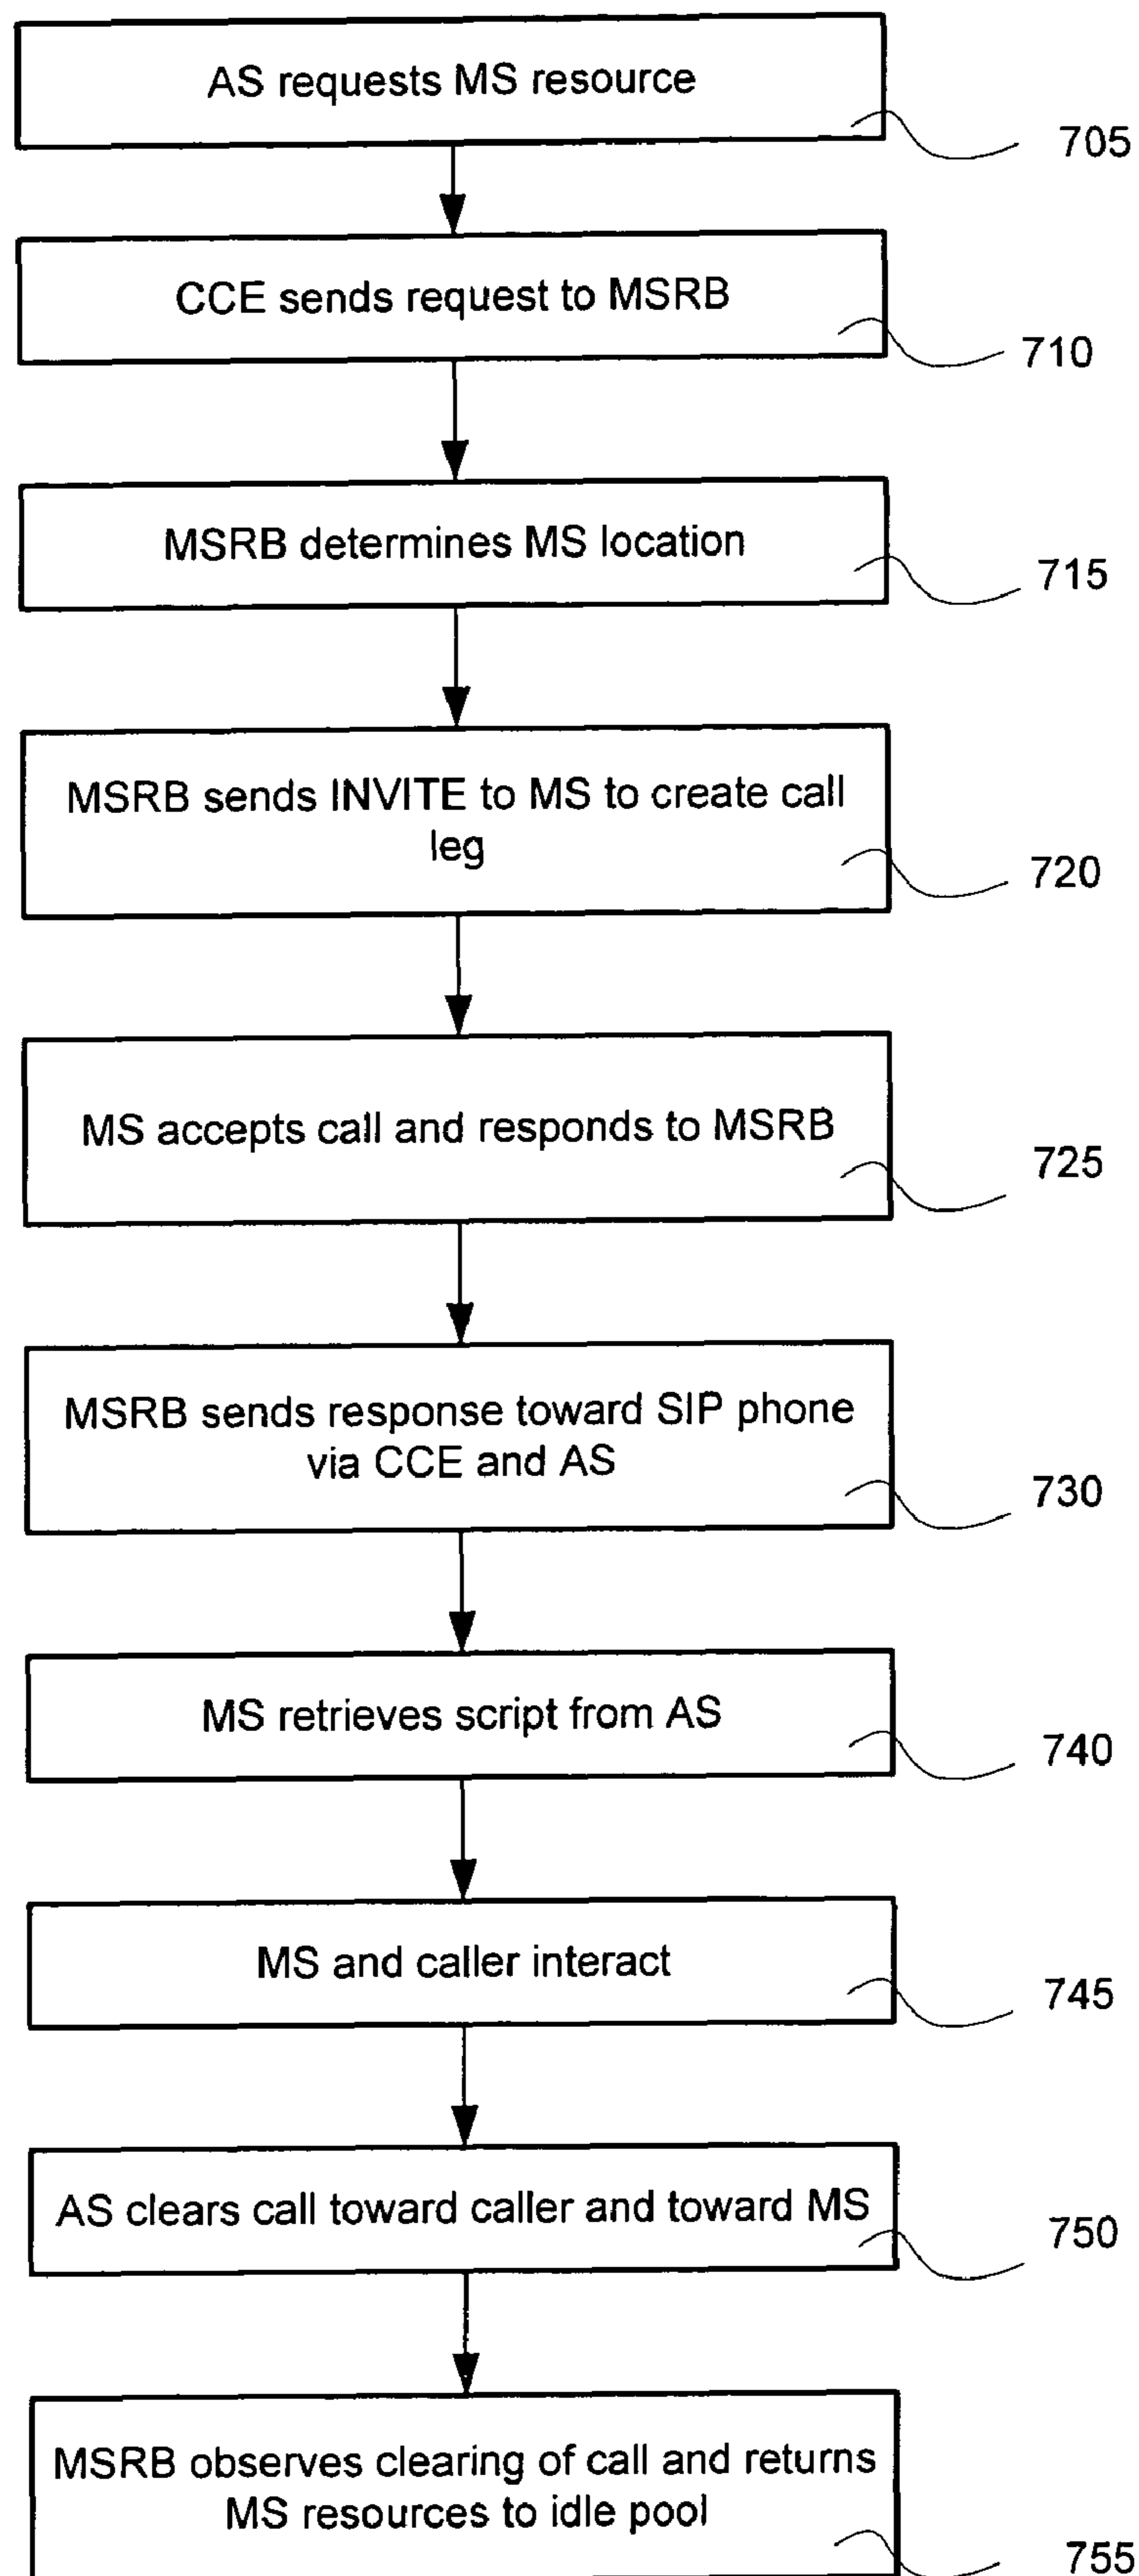 AS requests MS resource
705
CCE sends request to MSRB
710
MSRB determines MS location
715
MSRB sends INVITE to MS to create call
leg
720
MS accepts call and responds to MSRB
725
MSRB sends response toward SIP phone
via CCE and AS
730
MS retrieves script from AS
740
MS and caller interact
745
AS clears call toward caller and toward MS
750
MSRB observes clearing of call and returns
MS resources to idle pool
755